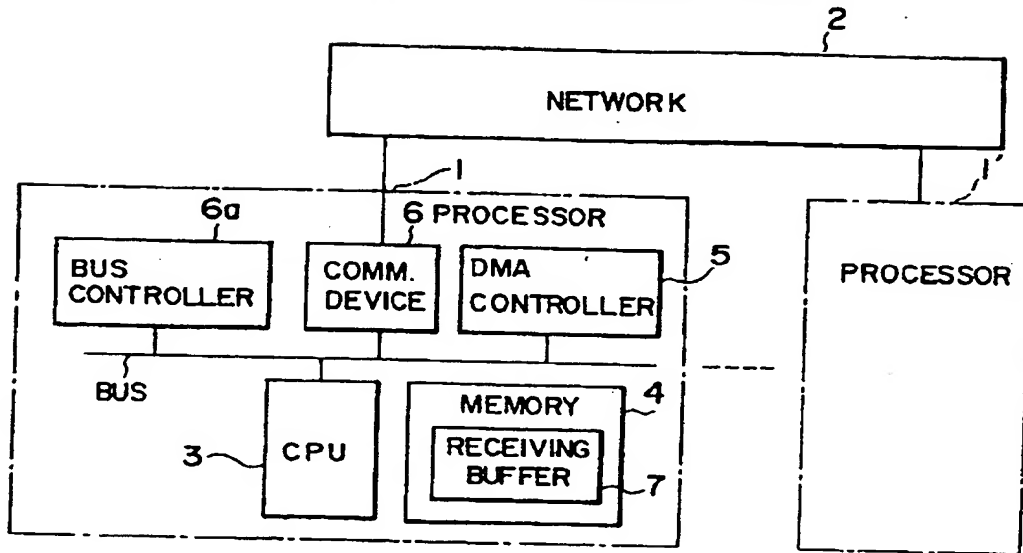 2
NETWORK
1
1'
6a
6 PROCESSOR
BUS
CONTROLLER
COMM.
DEVICE
DMA
CONTROLLER
5
PROCESSOR
BUS
3
CPU
MEMORY
4
RECEIVING
BUFFER
7